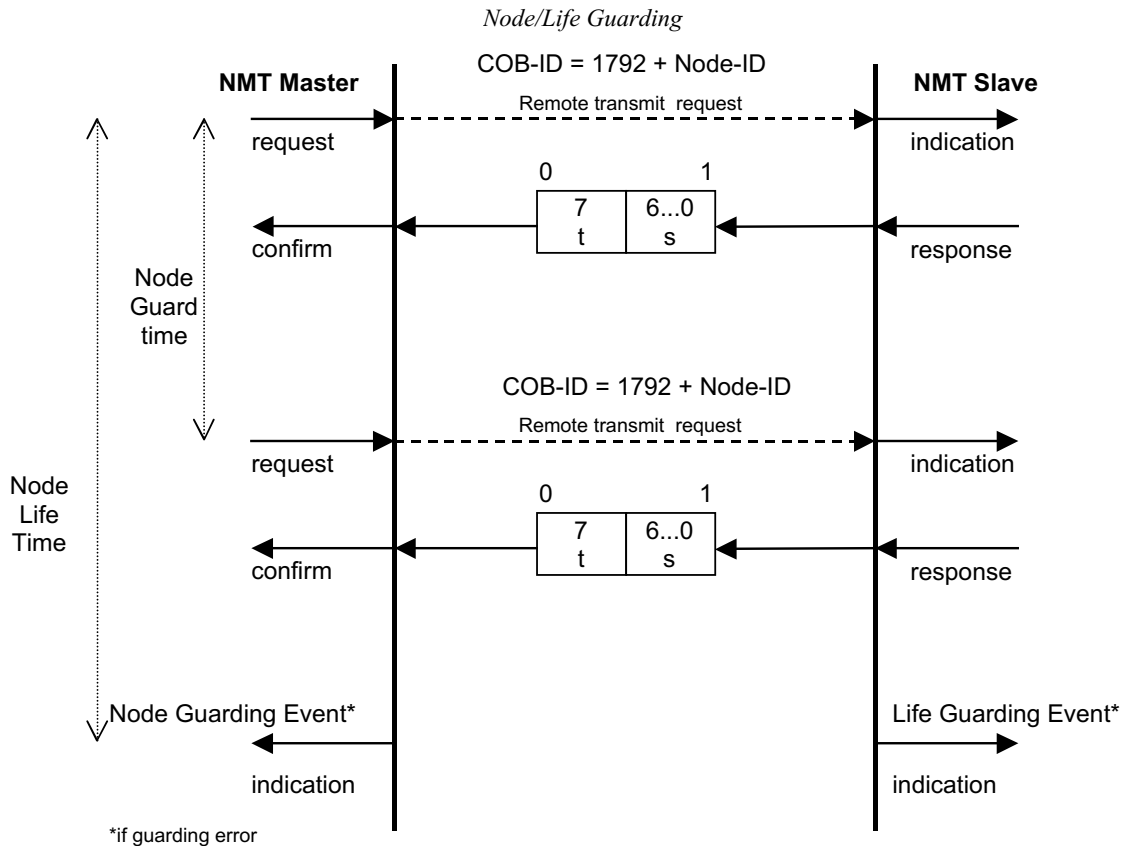 Node/Life Guarding
COB-ID = 1792 + Node-ID
NMT Master
NMT Slave
Remote transmit request
request
indication
0 1
7 6...0
t s
confirm
response
Node
Guard
time
COB-ID = 1792 + Node-ID
Remote transmit request
request
indication
Node
Life
Time
0 1
7 6...0
t s
confirm
response
Node Guarding Event*
Life Guarding Event*
indication
indication
*if guarding error